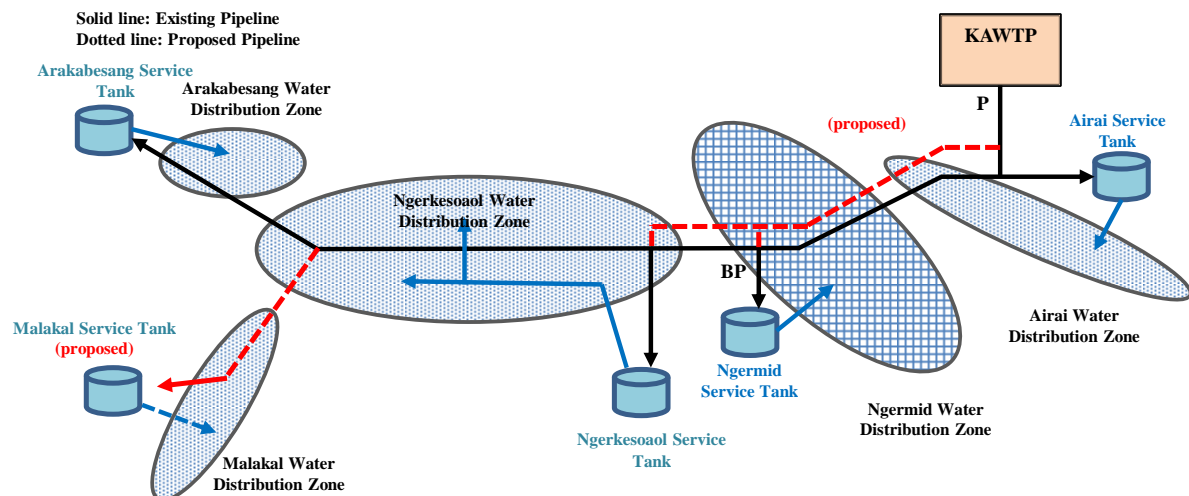 Solid line: Existing Pipeline
Dotted line: Proposed Pipeline
KAWTP
Arakabesang Service
Tank
Arakabesang Water
Distribution Zone
P
(proposed)
Airai Service
Tank
Ngerkesoaol Water
Distribution Zone
BP
Malakal Service Tank
(proposed)
Airai Water
Distribution Zone
Ngermid
Service Tank
Ngermid Water
Distribution Zone
Ngerkesoaol Service
Tank
Malakal Water
Distribution Zone